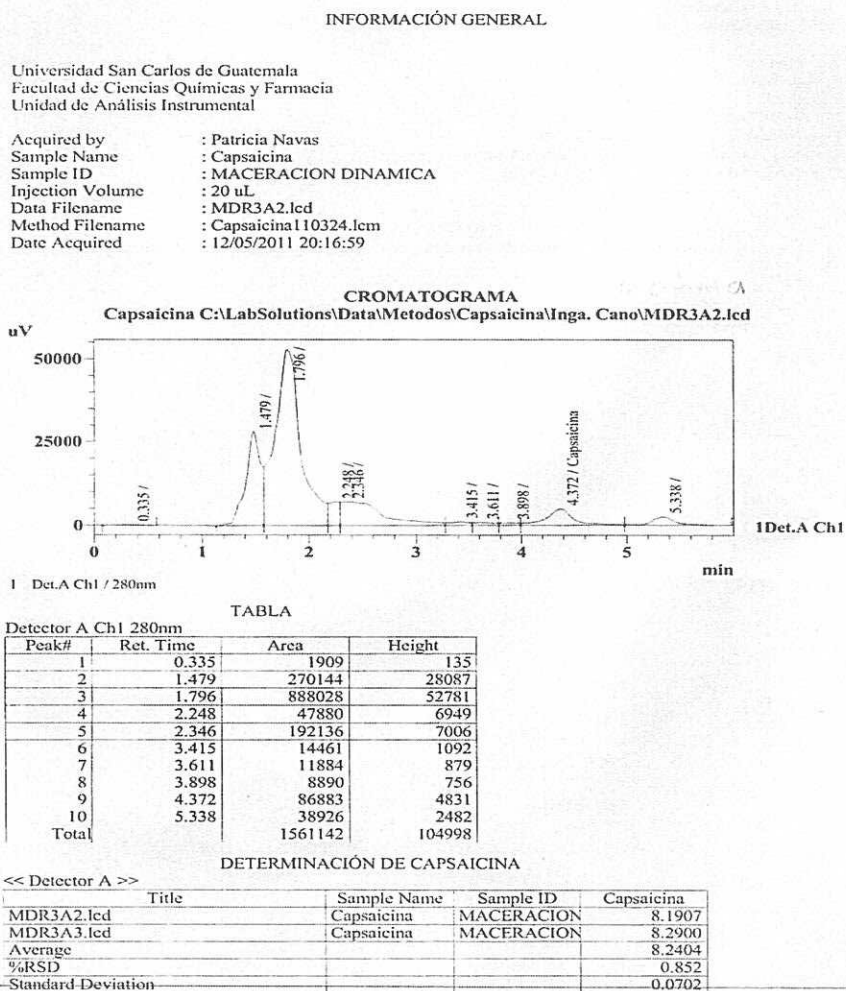 INFORMACIÓN GENERAL
Universidad San Carlos de Guatemala
Facultad de Ciencias Químicas y Farmacia
Unidad de Análisis Instrumental
Acquired by : Patricia Navas
Sample Name : Capsaicina
Sample ID : MACERACION DINAMICA
Injection Volume : 20 uL
Data Filename : MDR3A2.lcd
Method Filename : Capsaicina110324.lcm
Date Acquired : 12/05/2011 20:16:59
CROMATOGRAMA
Capsaicina C:\LabSolutions\Data\Metodos\Capsaicina\Inga. Cano\MDR3A2.lcd
uV
50000
25000
0
0.335 /
1.479 /
1.796 /
2.248 /
2.346 /
3.415 /
3.611 /
3.898 /
4.372 / Capsaicina
5.338 /
1Det.A Ch1
0 1 2 3 4 5
min
1 Det.A Ch1 / 280nm
TABLA
Detector A Ch1 280nm
Peak# Ret. Time Area Height
1 0.335 1909 135
2 1.479 270144 28087
3 1.796 888028 52781
4 2.248 47880 6949
5 2.346 192136 7006
6 3.415 14461 1092
7 3.611 11884 879
8 3.898 8890 756
9 4.372 86883 4831
10 5.338 38926 2482
Total 1561142 104998
DETERMINACIÓN DE CAPSAICINA
<< Detector A >>
Title Sample Name Sample ID Capsaicina
MDR3A2.lcd Capsaicina MACERACION 8.1907
MDR3A3.lcd Capsaicina MACERACION 8.2900
Average 8.2404
%RSD 0.852
Standard Deviation 0.0702